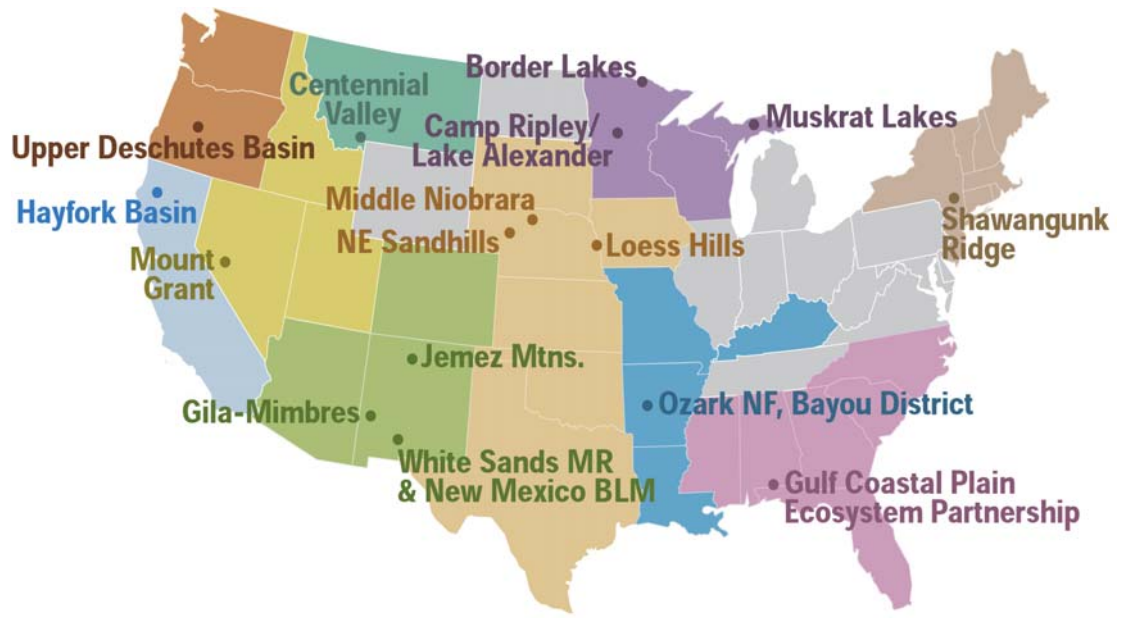 Border Lakes
Centennial
Valley
Muskrat Lakes
Camp Ripley/
Lake Alexander
Upper Deschutes Basin
Middle Niobrara
Hayfork Basin
NE Sandhills
Loess Hills
Shawangunk
Ridge
Mount
Grant
Jemez Mtns.
Gila-Mimbres
Ozark NF, Bayou District
White Sands MR
& New Mexico BLM
Gulf Coastal Plain
Ecosystem Partnership